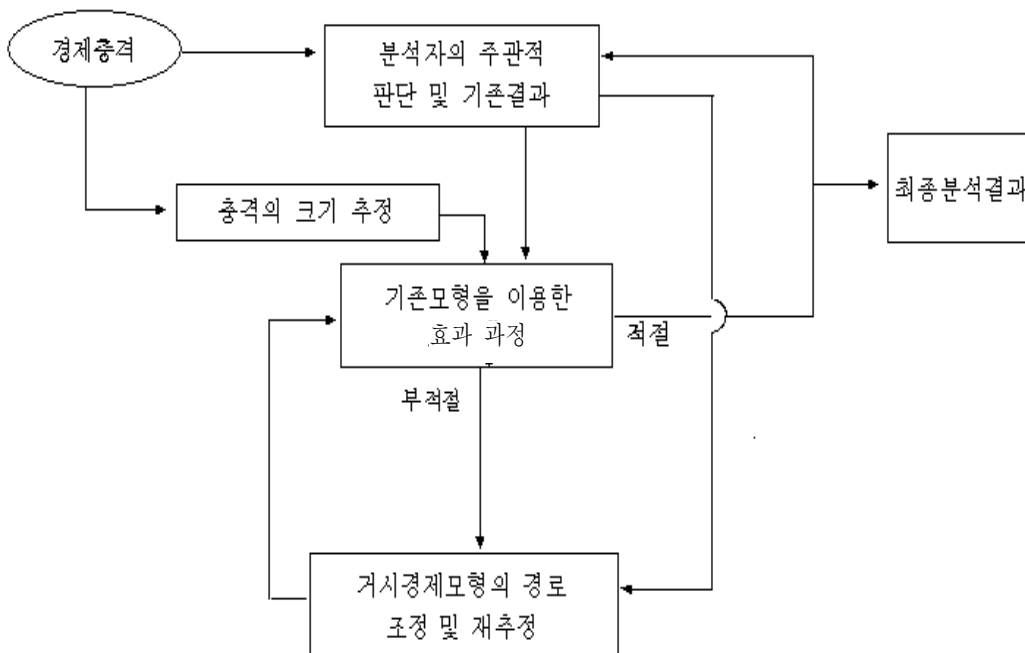 경제충격
분석자의 주관적
판단 및 기존결과
충격의 크기 추정
최종분석결과
기존모형을 이용한
효과 과정
적절
부적절
거시경제모형의 경로
조정 및 재추정